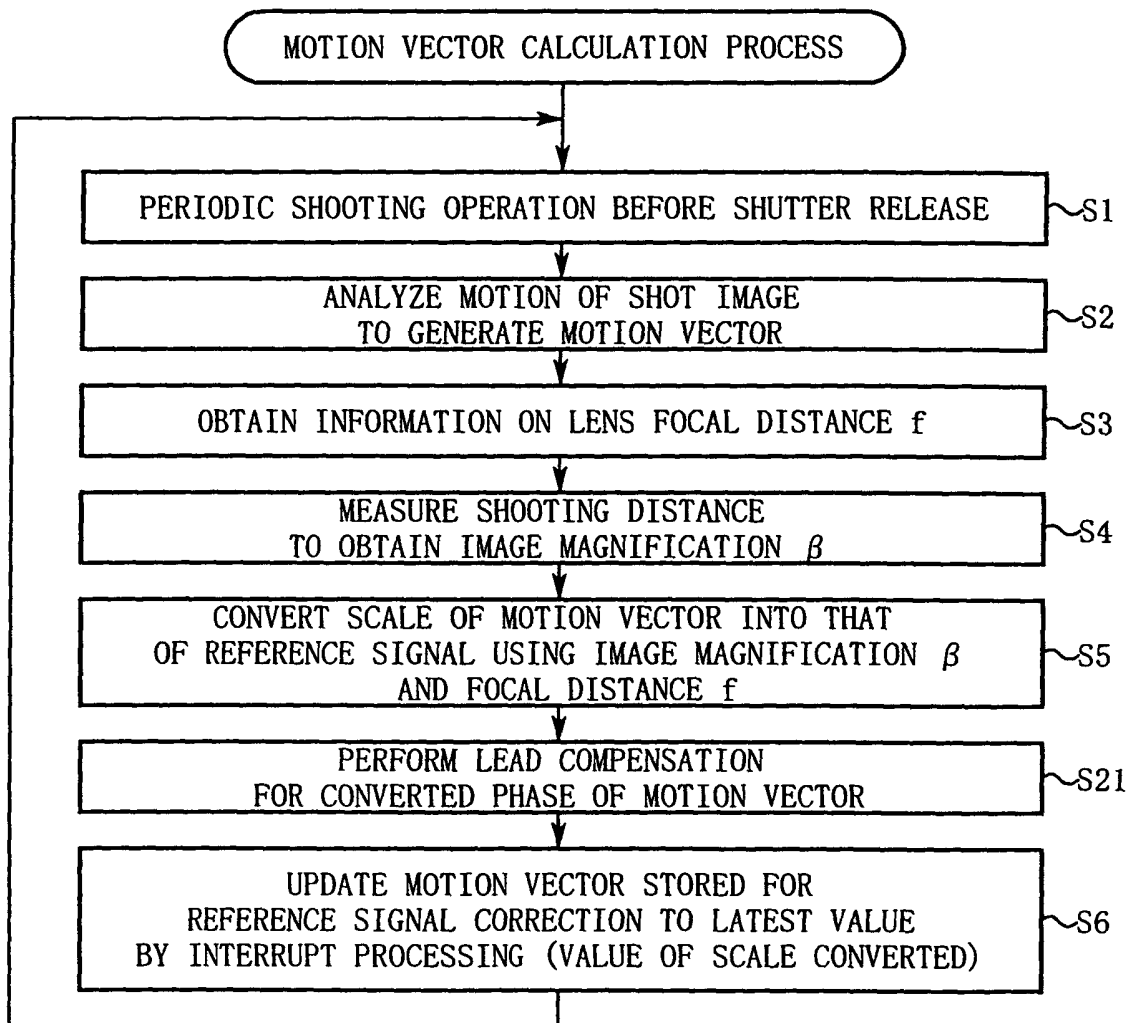 MOTION VECTOR CALCULATION PROCESS
PERIODIC SHOOTING OPERATION BEFORE SHUTTER RELEASE
S1
ANALYZE MOTION OF SHOT IMAGE
TO GENERATE MOTION VECTOR
S2
OBTAIN INFORMATION ON LENS FOCAL DISTANCE f
S3
MEASURE SHOOTING DISTANCE
TO OBTAIN IMAGE MAGNIFICATION β
S4
CONVERT SCALE OF MOTION VECTOR INTO THAT
OF REFERENCE SIGNAL USING IMAGE MAGNIFICATION β
AND FOCAL DISTANCE f
S5
PERFORM LEAD COMPENSATION
FOR CONVERTED PHASE OF MOTION VECTOR
S21
UPDATE MOTION VECTOR STORED FOR
REFERENCE SIGNAL CORRECTION TO LATEST VALUE
BY INTERRUPT PROCESSING (VALUE OF SCALE CONVERTED)
S6